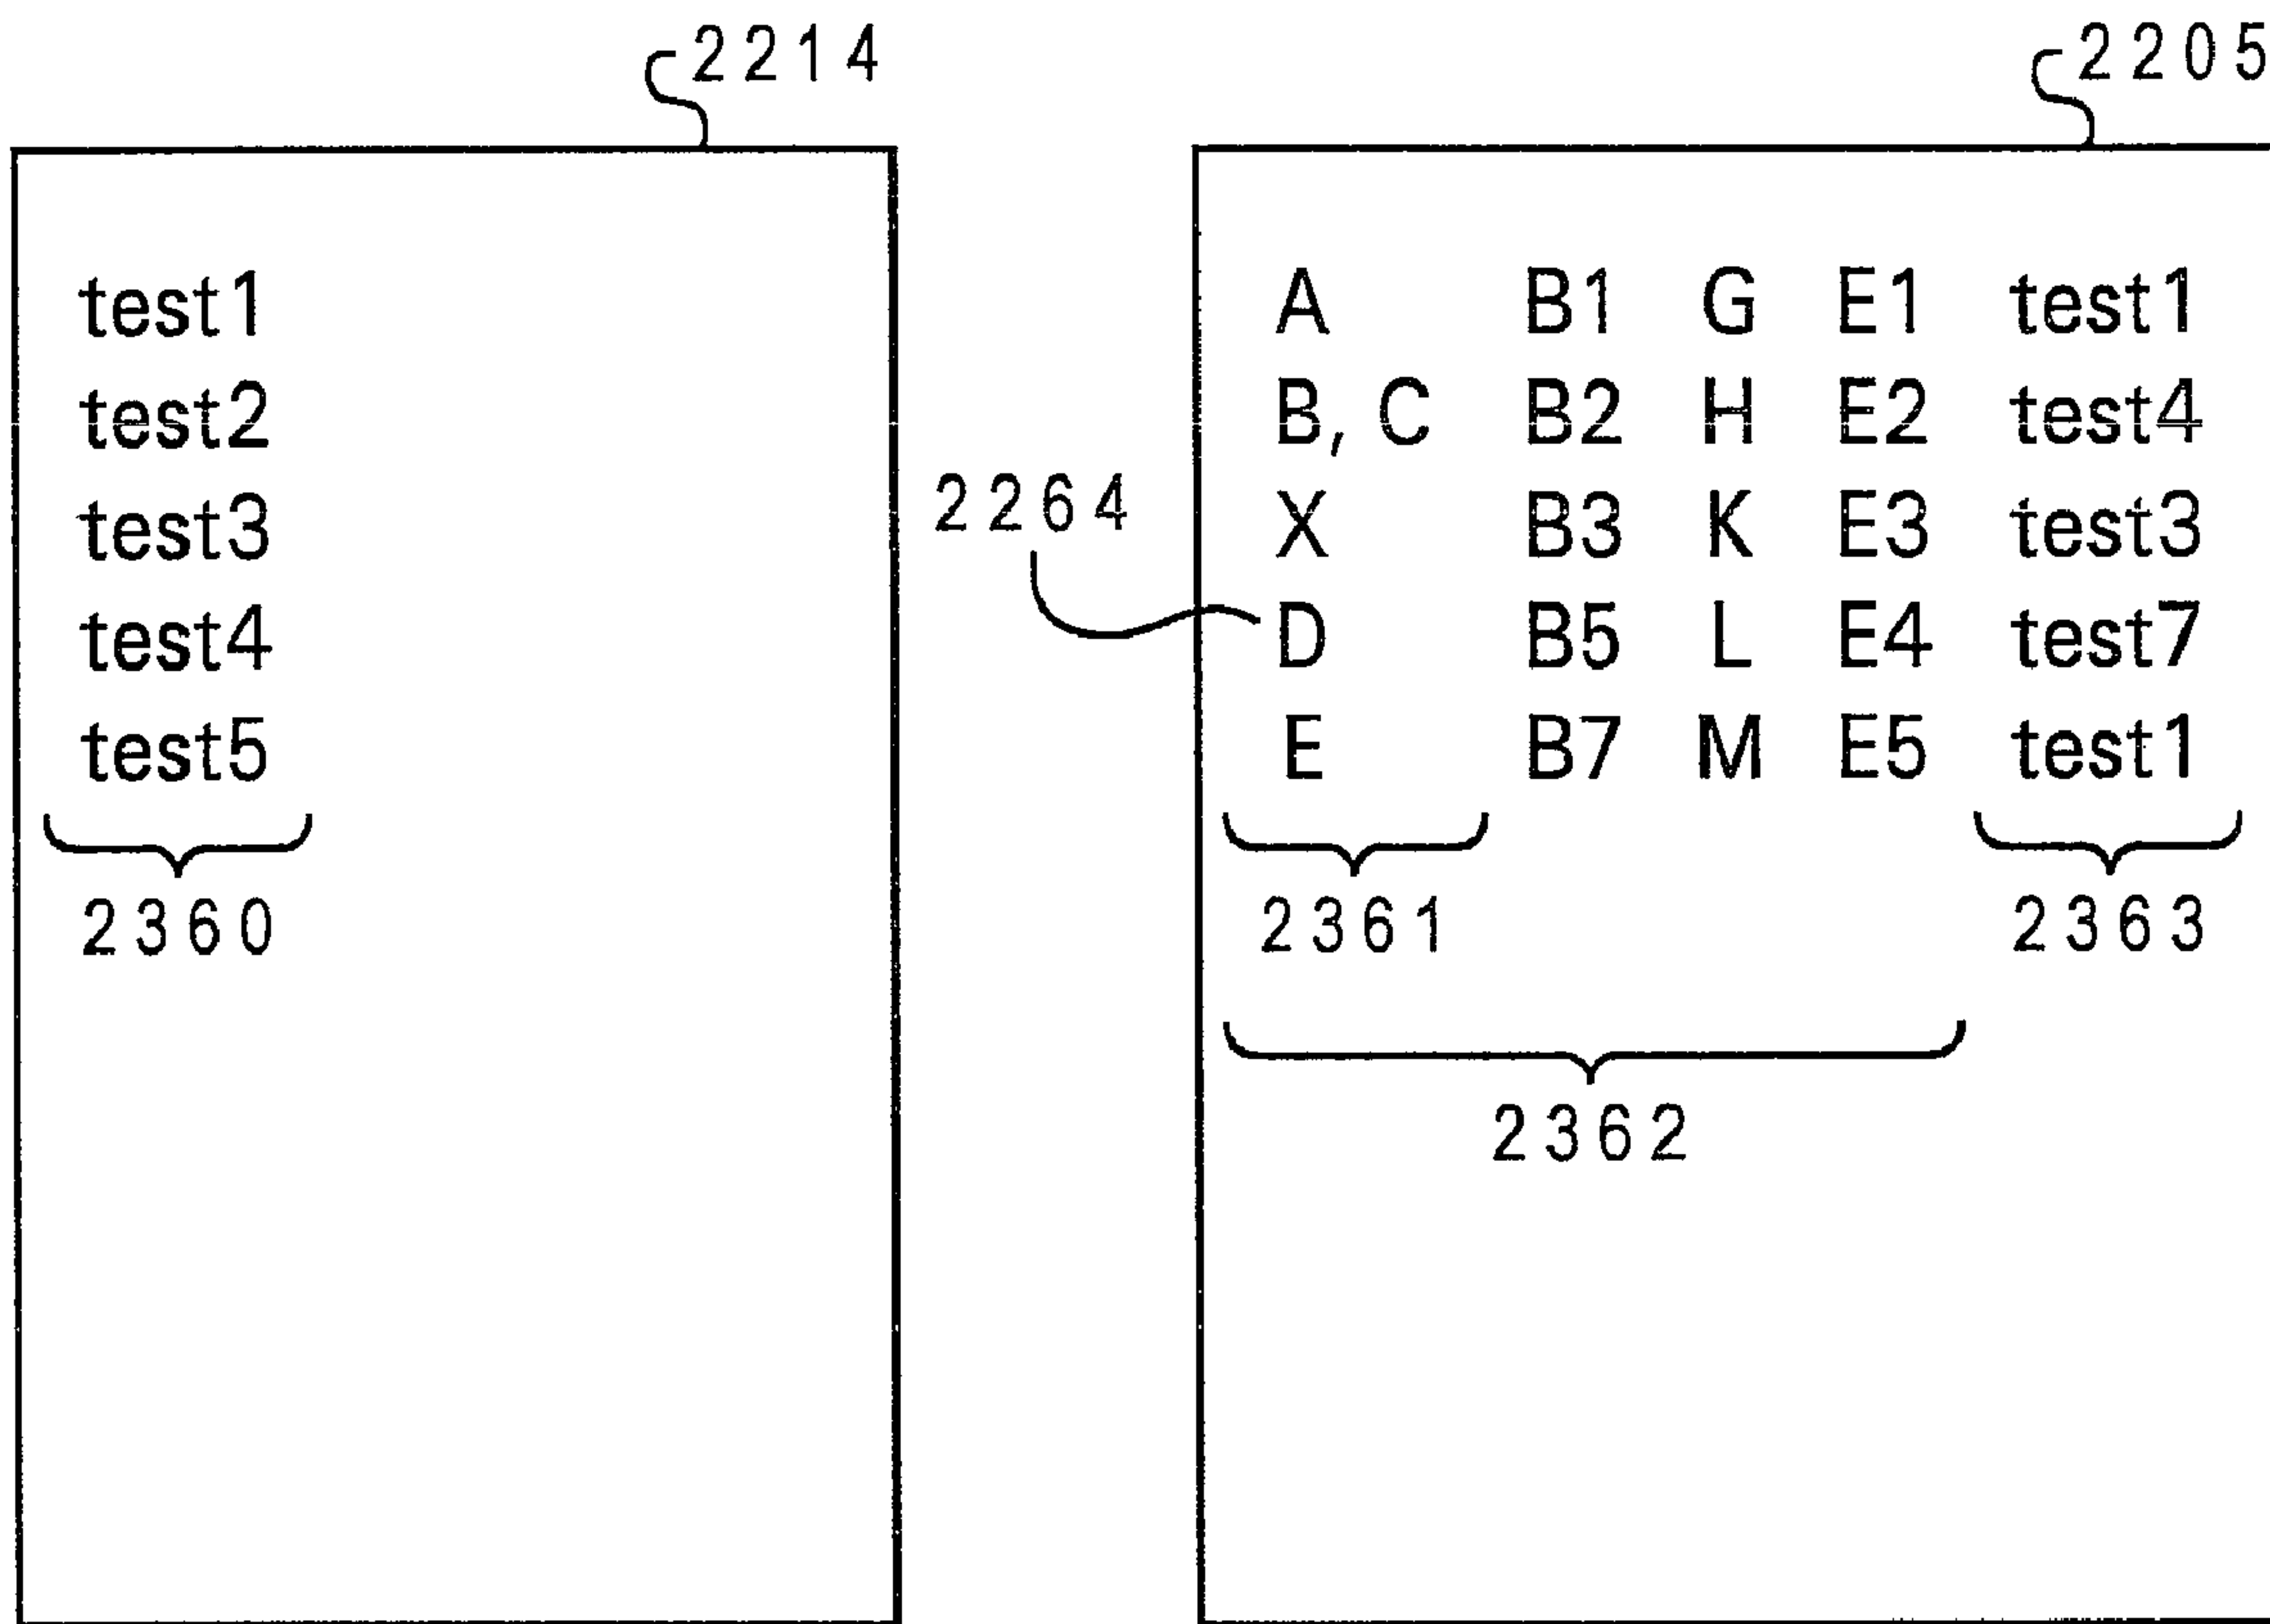 2214
test1
test2
test3
test4
test5
2360
2205
2264
A B1 G E1 test1
B, C B2 H E2 test4
X B3 K E3 test3
D B5 L E4 test7
E B7 M E5 test1
2361 2363
2362